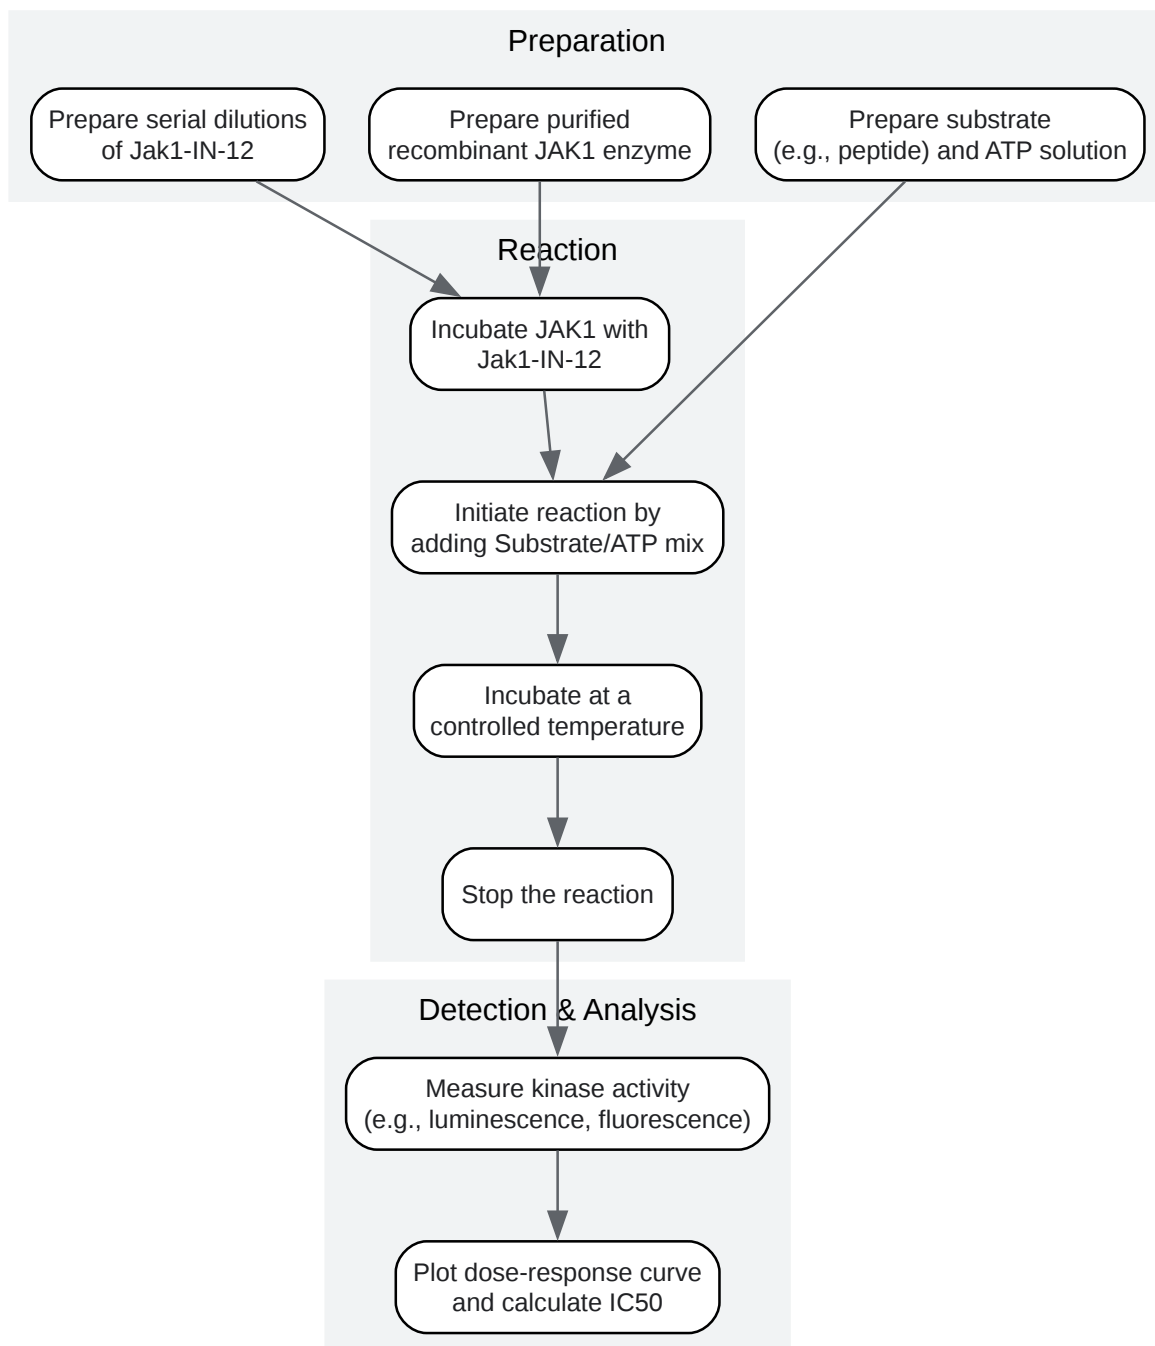 Preparation
Prepare serial dilutions
of Jak1-IN-12
Prepare purified
recombinant JAK1 enzyme
Prepare substrate
(e.g., peptide) and ATP solution
Reaction
Incubate JAK1 with
Jak1-IN-12
Initiate reaction by
adding Substrate/ATP mix
Incubate at a
controlled temperature
Stop the reaction
Detection & Analysis
Measure kinase activity
(e.g., luminescence, fluorescence)
Plot dose-response curve
and calculate IC50